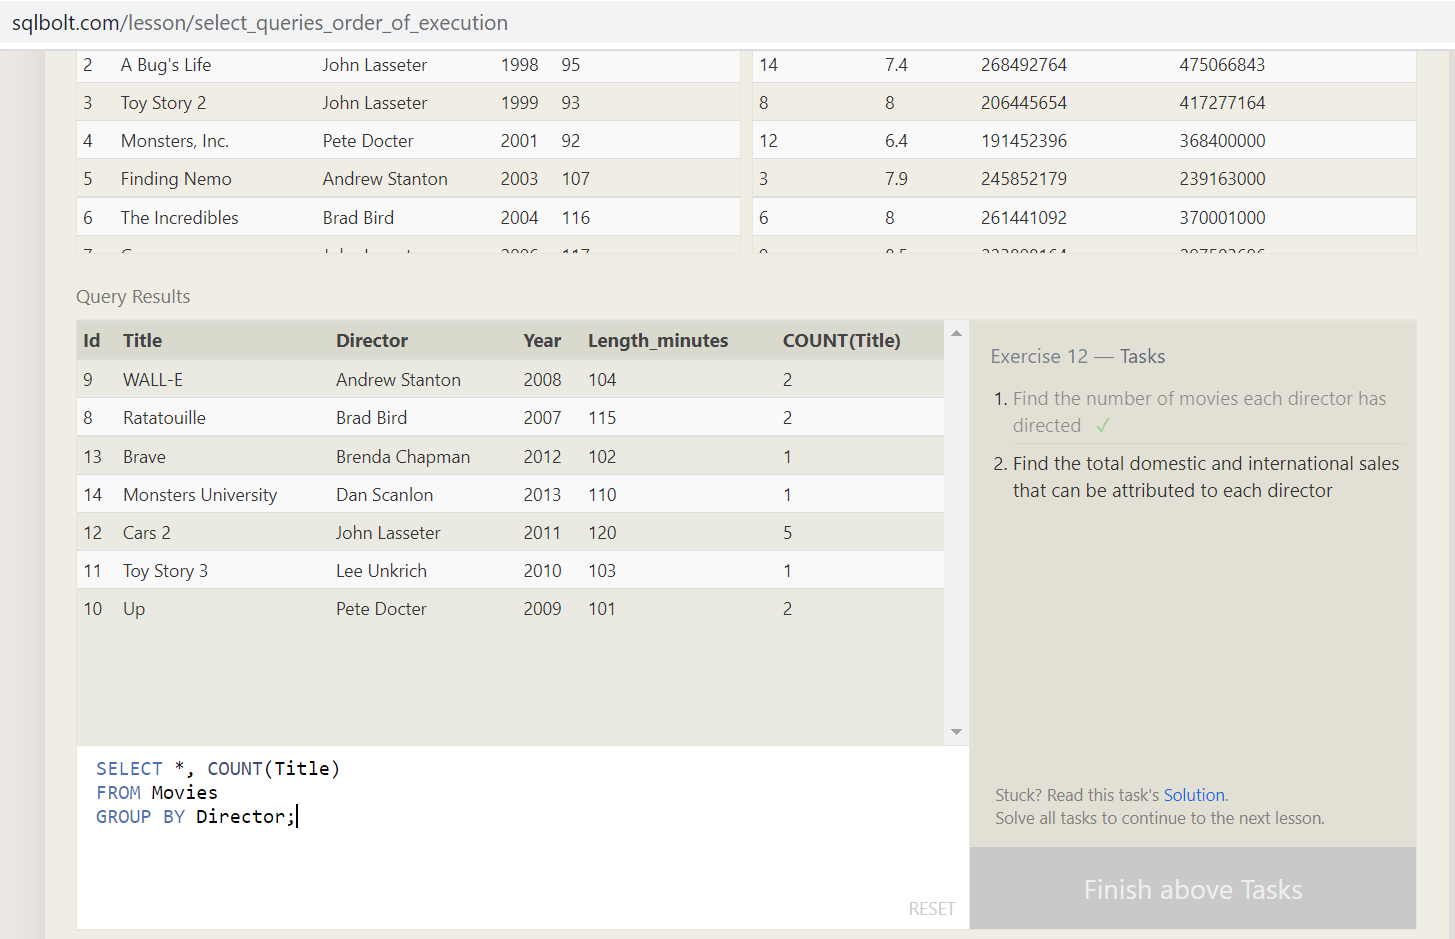 sqlbolt.com/lesson/select_queries_order_of_execution
2 A Bug's Life John Lasseter 1998 95 14 7.4 268492764 475066843
3 Toy Story 2 John Lasseter 1999 93 8 8 206445654 417277164
4 Monsters, Inc. Pete Docter 2001 92 12 6.4 191452396 368400000
5 Finding Nemo Andrew Stanton 2003 107 3 7.9 245852179 239163000
6 The Incredibles Brad Bird 2004 116 6 8 261441092 370001000
Query Results
Id Title Director Year Length_minutes COUNT(Title)
9 WALL-E Andrew Stanton 2008 104 2
8 Ratatouille Brad Bird 2007 115 2
13 Brave Brenda Chapman 2012 102 1
14 Monsters University Dan Scanlon 2013 110 1
12 Cars 2 John Lasseter 2011 120 5
11 Toy Story 3 Lee Unkrich 2010 103 1
10 Up Pete Docter 2009 101 2
Exercise 12 — Tasks
1. Find the number of movies each director has
directed ✓
2. Find the total domestic and international sales
that can be attributed to each director
SELECT *, COUNT(Title)
FROM Movies
GROUP BY Director;
RESET
Stuck? Read this task's Solution.
Solve all tasks to continue to the next lesson.
Finish above Tasks